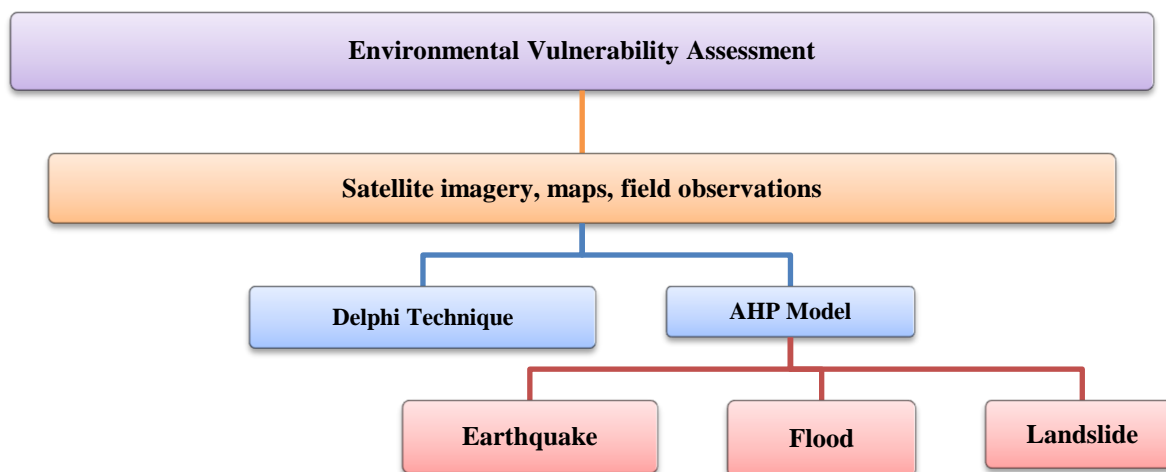 Environmental Vulnerability Assessment
Satellite imagery, maps, field observations
Delphi Technique
AHP Model
Earthquake
Flood
Landslide